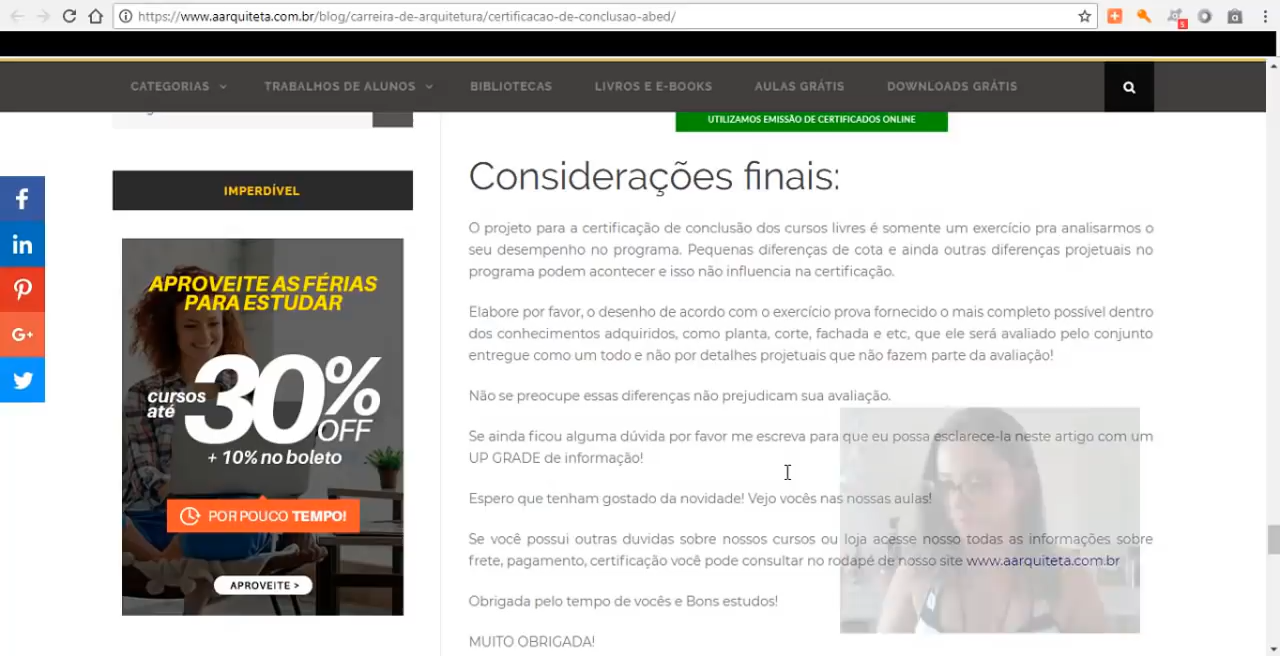 https://www.aarquiteta.com.br/blog/carreira-de-arquitetura/certificacao-de-conclusao-abed/
CATEGORIAS TRABALHOS DE ALUNOS BIBLIOTECAS LIVROS E E-BOOKS AULAS GRÁTIS DOWNLOADS GRÁTIS
UTILIZAMOS EMISSÃO DE CERTIFICADOS ONLINE
IMPERDÍVEL
APROVEITE AS FÉRIAS
PARA ESTUDAR
cursos
até
30%
OFF
+ 10% no boleto
POR POUCO TEMPO!
APROVEITE >
Considerações finais:
O projeto para a certificação de conclusão dos cursos livres é somente um exercício pra analisarmos o
seu desempenho no programa. Pequenas diferenças de cota e ainda outras diferenças projetuais no
programa podem acontecer e isso não influencia na certificação.
Elabore por favor, o desenho de acordo com o exercício prova fornecido o mais completo possível dentro
dos conhecimentos adquiridos, como planta, corte, fachada e etc, que ele será avaliado pelo conjunto
entregue como um todo e não por detalhes projetuais que não fazem parte da avaliação!
Não se preocupe essas diferenças não prejudicam sua avaliação.
Se ainda ficou alguma dúvida por favor me escreva para que eu possa esclarece-la neste artigo com um
UP GRADE de informação!
Espero que tenham gostado da novidade! Vejo vocês nas nossas aulas!
Se você possui outras duvidas sobre nossos cursos ou loja acesse nosso todas as informações sobre
frete, pagamento, certificação você pode consultar no rodapé de nosso site www.aarquiteta.com.br
Obrigada pelo tempo de vocês e Bons estudos!
MUITO OBRIGADA!